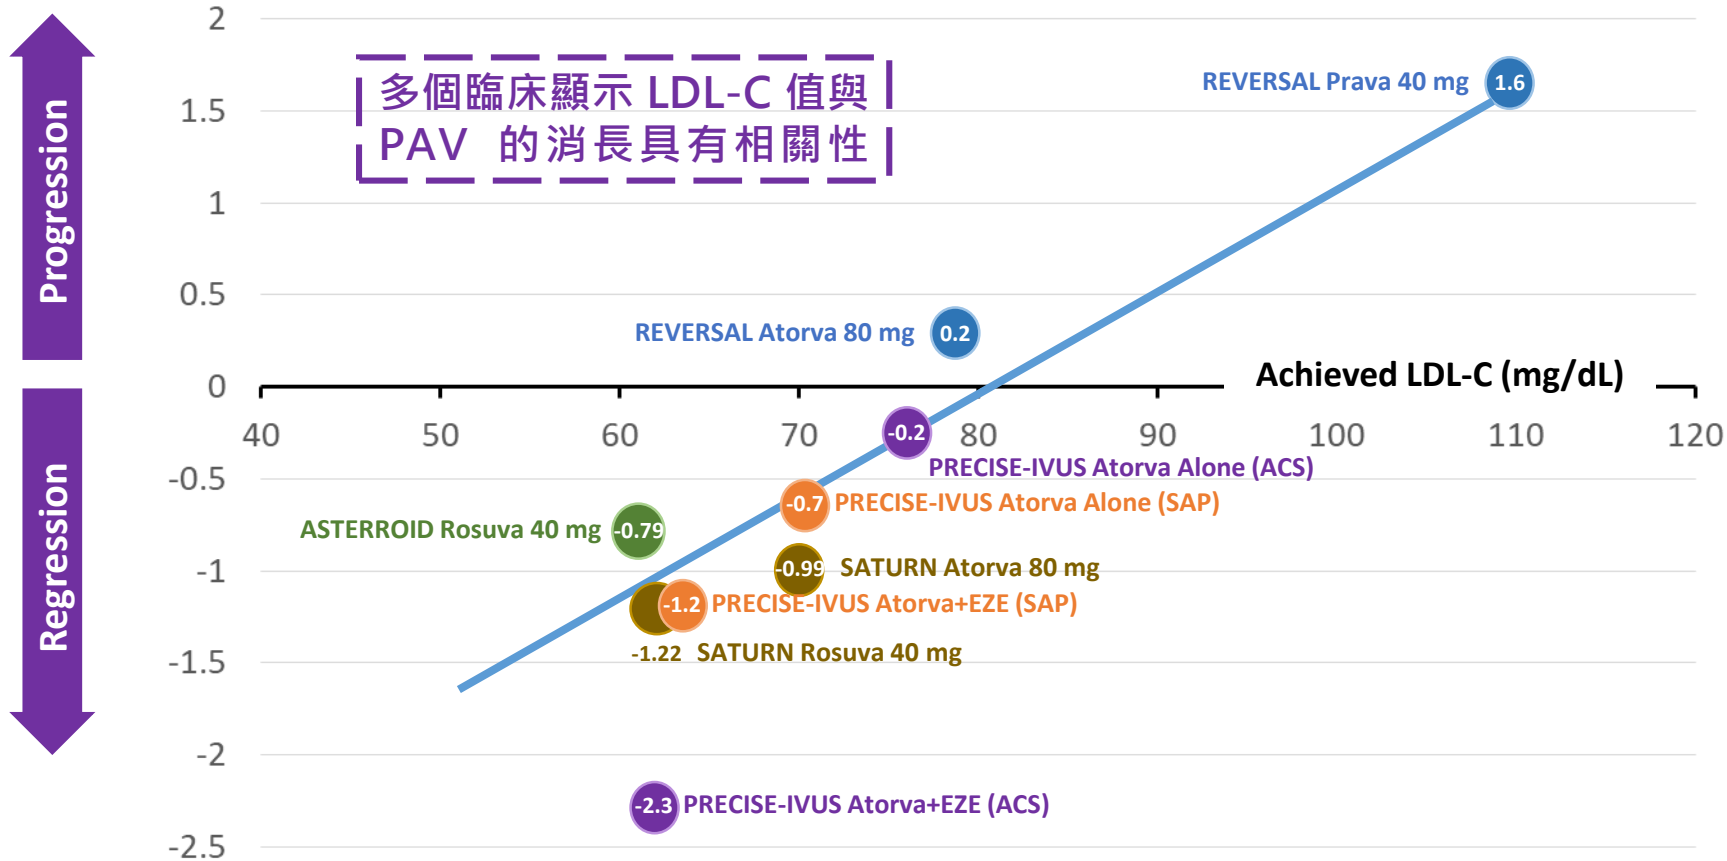 2
1.5
1
0.5
0
-0.5
-1
-1.5
-2
-2.5
Progression
Regression
多個臨床顯示 LDL-C 值與
PAV 的消長具有相關性
REVERSAL Prava 40 mg 1.6
REVERSAL Atorva 80 mg 0.2
Achieved LDL-C (mg/dL)
40 50 60 70 80 90 100 110 120
-0.2
PRECISE-IVUS Atorva Alone (ACS)
-0.7 PRECISE-IVUS Atorva Alone (SAP)
ASTERROID Rosuva 40 mg -0.79
-0.99 SATURN Atorva 80 mg
-1.2 PRECISE-IVUS Atorva+EZE (SAP)
-1.22 SATURN Rosuva 40 mg
-2.3 PRECISE-IVUS Atorva+EZE (ACS)